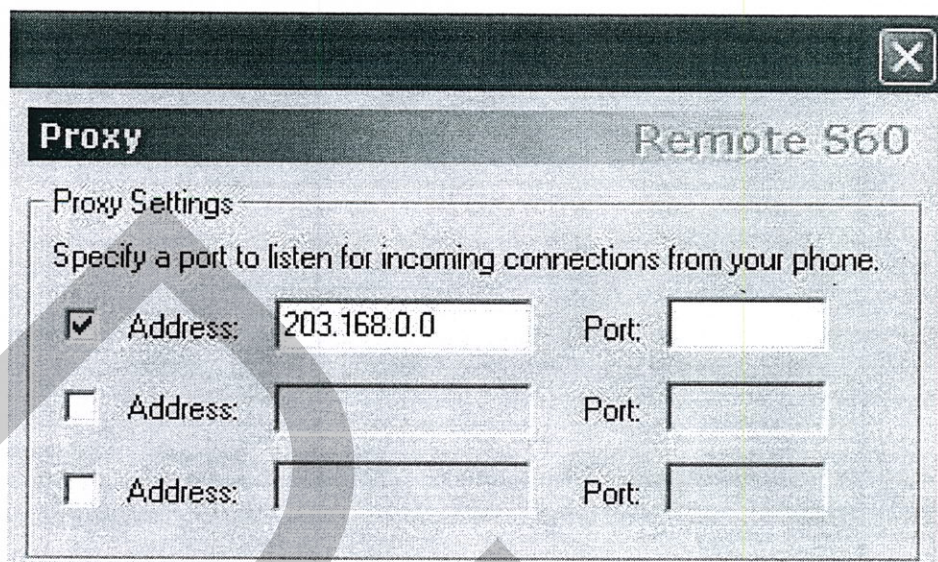 Proxy Remote S60
Proxy Settings
Specify a port to listen for incoming connections from your phone.
Address: 203.168.0.0 Port:
Address: Port:
Address: Port: